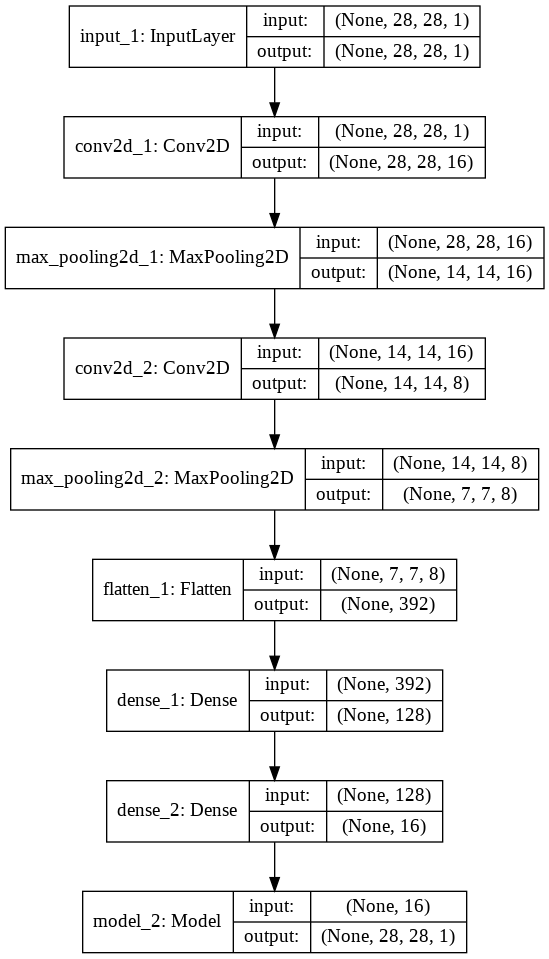 input_1: InputLayer
input: (None, 28, 28, 1)
output: (None, 28, 28, 1)
conv2d_1: Conv2D
input: (None, 28, 28, 1)
output: (None, 28, 28, 16)
max_pooling2d_1: MaxPooling2D
input: (None, 28, 28, 16)
output: (None, 14, 14, 16)
conv2d_2: Conv2D
input: (None, 14, 14, 16)
output: (None, 14, 14, 8)
max_pooling2d_2: MaxPooling2D
input: (None, 14, 14, 8)
output: (None, 7, 7, 8)
flatten_1: Flatten
input: (None, 7, 7, 8)
output: (None, 392)
dense_1: Dense
input: (None, 392)
output: (None, 128)
dense_2: Dense
input: (None, 128)
output: (None, 16)
model_2: Model
input: (None, 16)
output: (None, 28, 28, 1)